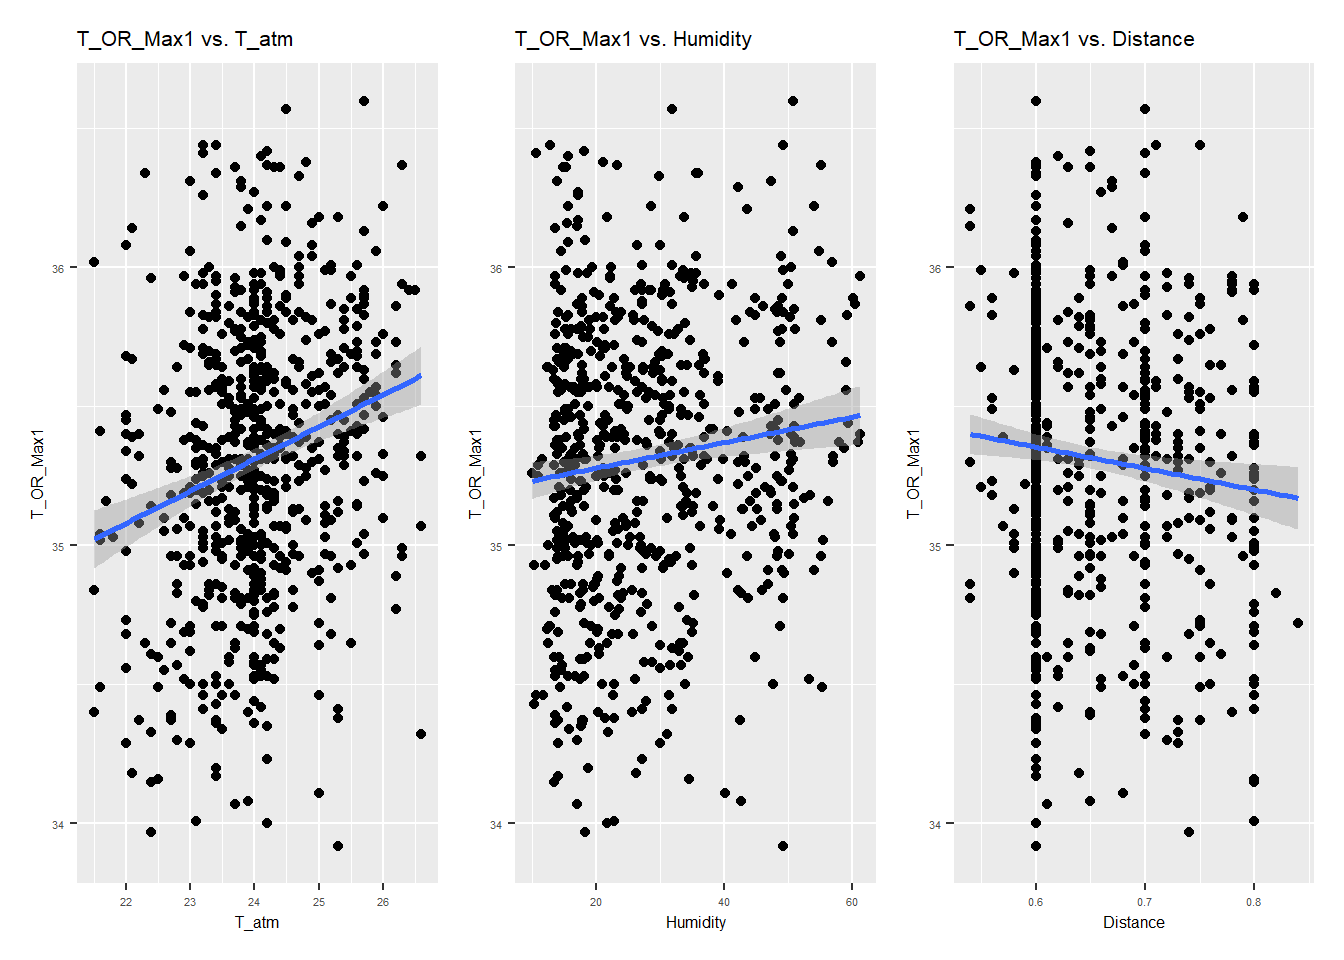 T_OR_Max1 vs. T_atm
T_OR_Max1
36
35
34
22 23 24 25 26
T_atm
T_OR_Max1 vs. Humidity
T_OR_Max1
36
35
34
20 40 60
Humidity
T_OR_Max1 vs. Distance
T_OR_Max1
36
35
34
0.6 0.7 0.8
Distance